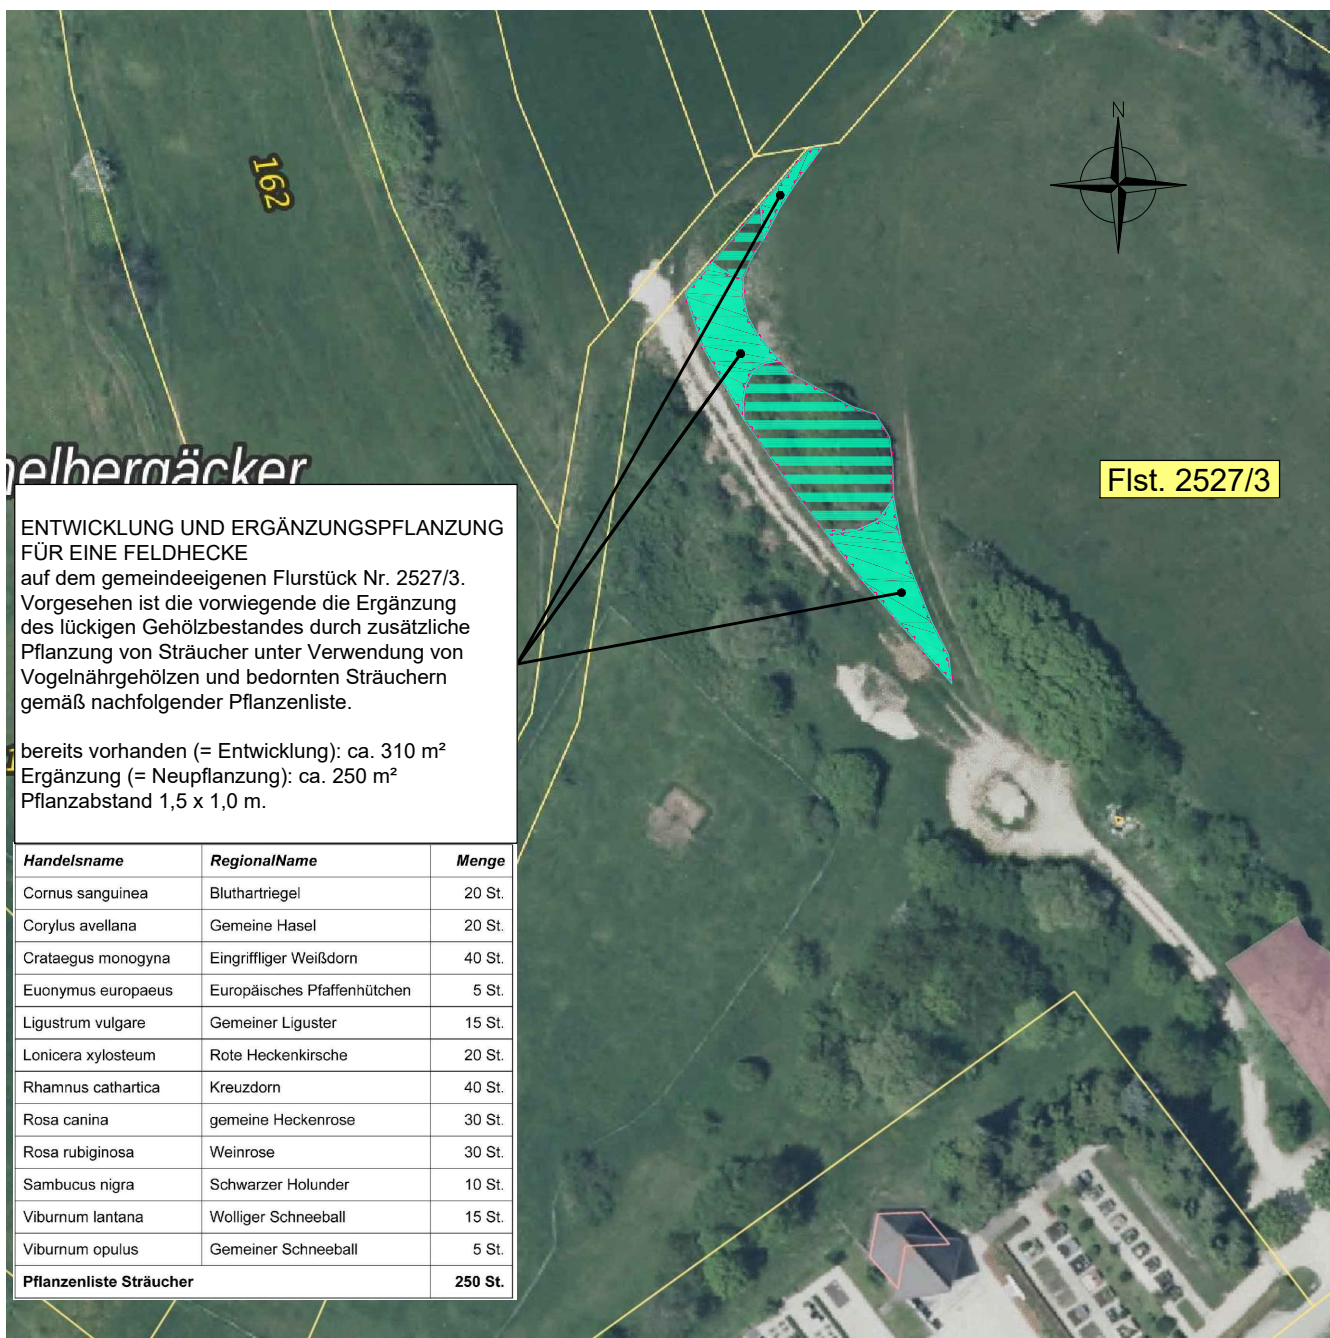 N
162
nelbergäcker
Flst. 2527/3
ENTWICKLUNG UND ERGÄNZUNGSPFLANZUNG
FÜR EINE FELDHECKE
auf dem gemeindeeigenen Flurstück Nr. 2527/3.
Vorgesehen ist die vorwiegende die Ergänzung
des lückigen Gehölzbestandes durch zusätzliche
Pflanzung von Sträucher unter Verwendung von
Vogelnährgehölzen und bedornten Sträuchern
gemäß nachfolgender Pflanzenliste.
bereits vorhanden (= Entwicklung): ca. 310 m²
Ergänzung (= Neupflanzung): ca. 250 m²
Pflanzabstand 1,5 x 1,0 m.
Handelsname RegionalName Menge
Cornus sanguinea Bluthartriegel 20 St.
Corylus avellana Gemeine Hasel 20 St.
Crataegus monogyna Eingriffliger Weißdorn 40 St.
Euonymus europaeus Europäisches Pfaffenhütchen 5 St.
Ligustrum vulgare Gemeiner Liguster 15 St.
Lonicera xylosteum Rote Heckenkirsche 20 St.
Rhamnus cathartica Kreuzdorn 40 St.
Rosa canina gemeine Heckenrose 30 St.
Rosa rubiginosa Weinrose 30 St.
Sambucus nigra Schwarzer Holunder 10 St.
Viburnum lantana Wolliger Schneeball 15 St.
Viburnum opulus Gemeiner Schneeball 5 St.
Pflanzenliste Sträucher 250 St.